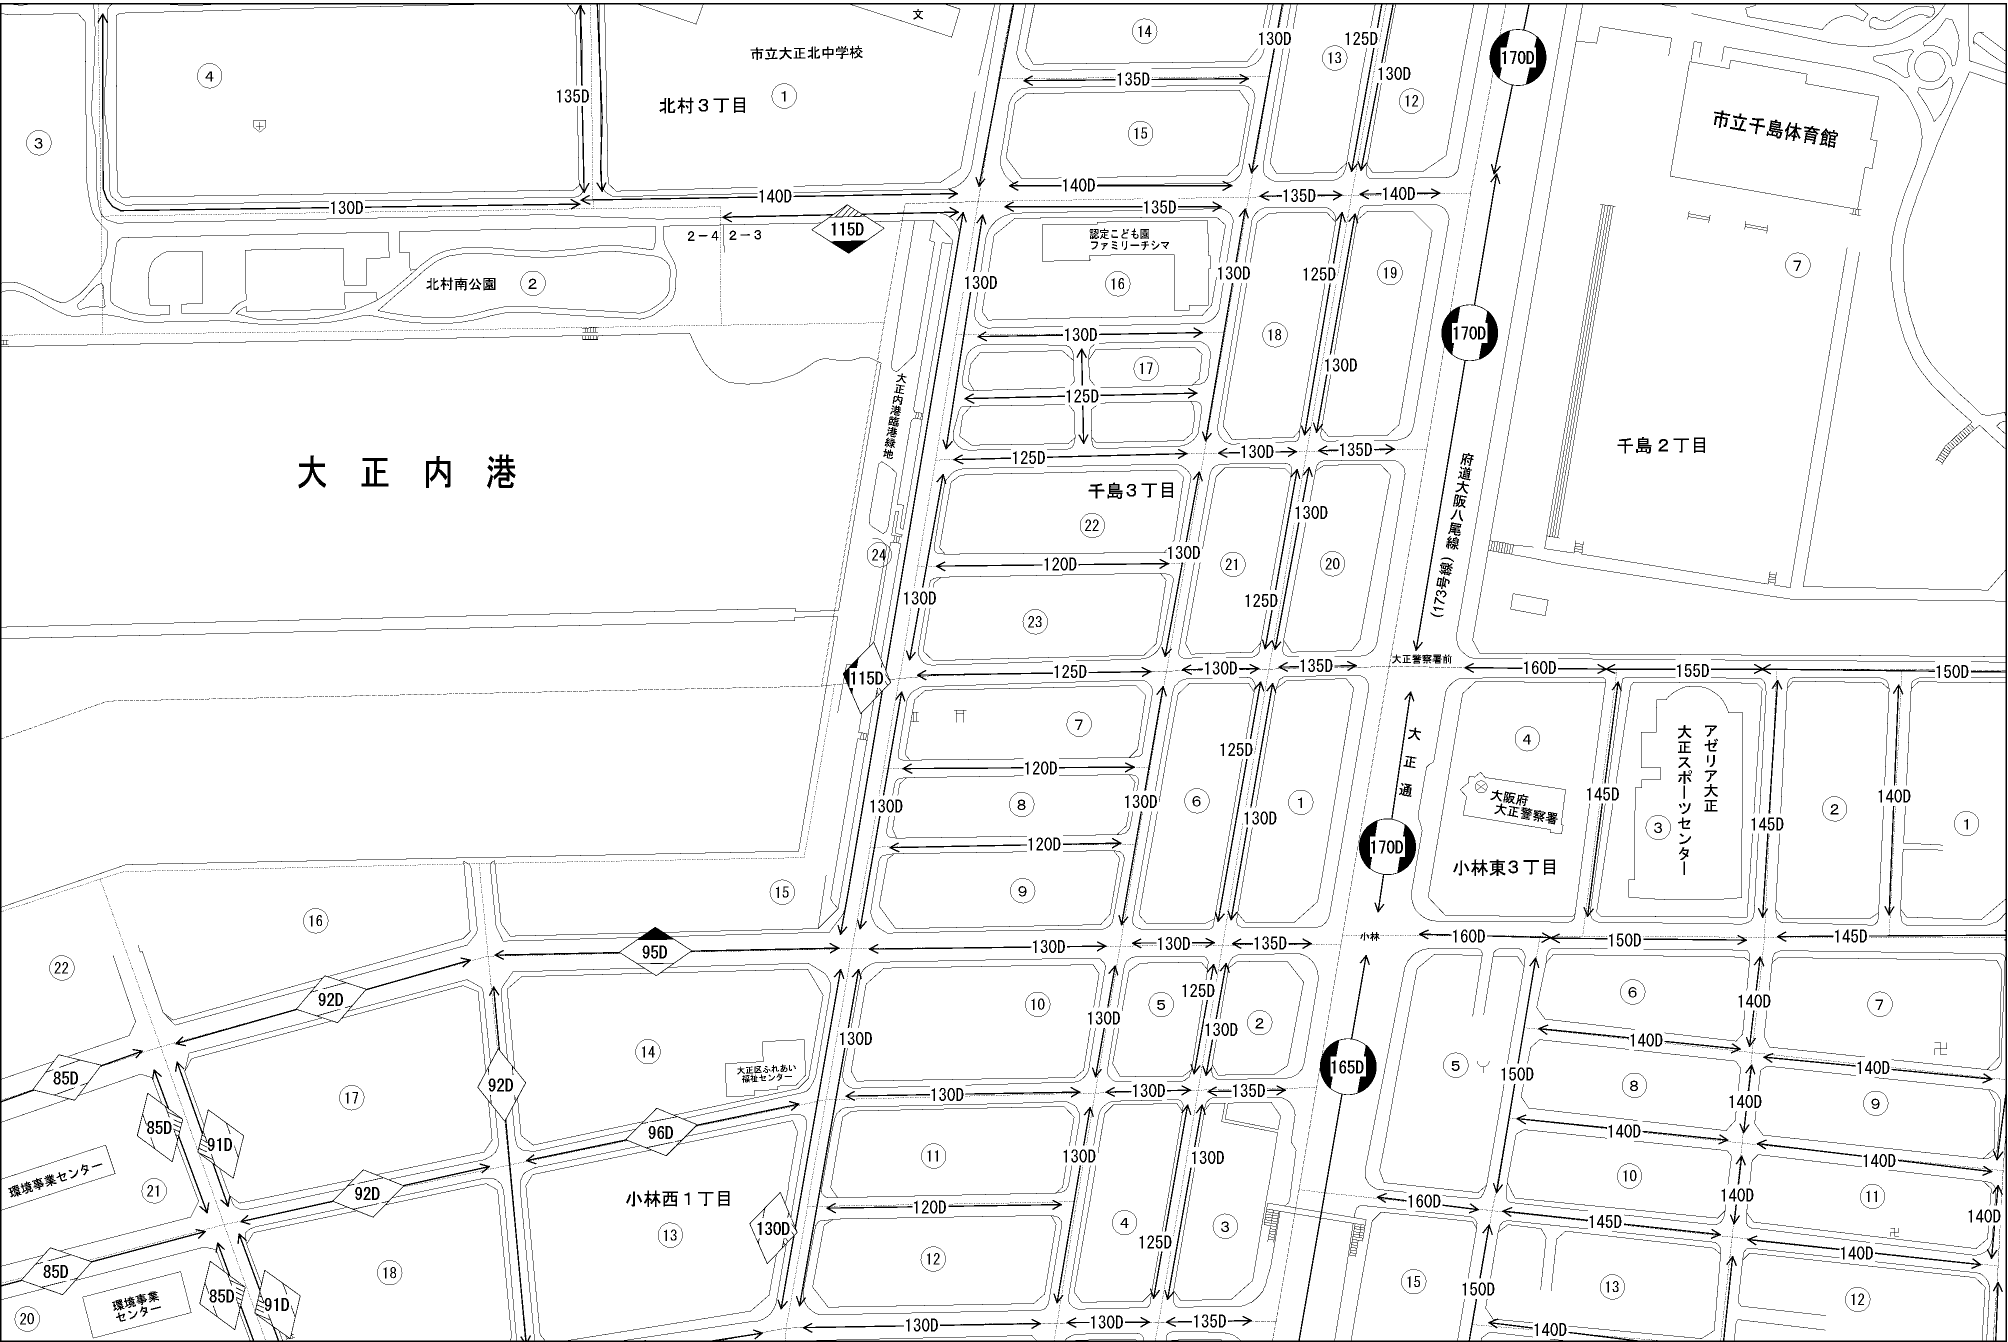 文
市立大正北中学校
④
①
北村3丁目
③
135D
130D
140D
115D
2-4 2-3
北村南公園
②
⑭
135D
⑮
140D
130D
⑬
125D
130D
⑫
170D
135D
140D
市立千島体育館
⑦
135D
認定こども園
ファミリーチシマ
⑯
130D
130D
125D
⑲
⑱
130D
170D
130D
⑰
125D
大正内港臨港緑地
大正内港
125D
130D
135D
千島3丁目
千島2丁目
府道大阪八尾線(173号線)
㉒
130D
130D
㉔
120D
㉑
⑳
130D
125D
㉓
115D
125D
130D
135D
大正警察署前
160D
155D
150D
⑦
120D
125D
大正通
④
145D
アゼリア大正
大正スポーツセンター
⑧
130D
130D
⑥
①
130D
大阪府
大正警察署
③
145D
②
140D
①
120D
170D
小林東3丁目
⑨
⑮
⑯
95D
130D
130D
135D
小林
160D
150D
145D
㉒
92D
⑩
⑤
125D
②
⑥
140D
⑦
130D
130D
130D
⑭
大正区ふれあい
福祉センター
140D
85D
92D
165D
⑤
150D
140D
⑰
130D
130D
135D
⑧
140D
⑨
85D
91D
96D
⑪
130D
130D
140D
140D
環境事業センター
㉑
92D
小林西1丁目
⑩
140D
⑪
120D
④
③
160D
145D
140D
⑬
130D
125D
140D
85D
⑱
⑫
⑮
150D
⑬
⑫
85D
91D
環境事業
センター
⑳
130D
130D
135D
140D